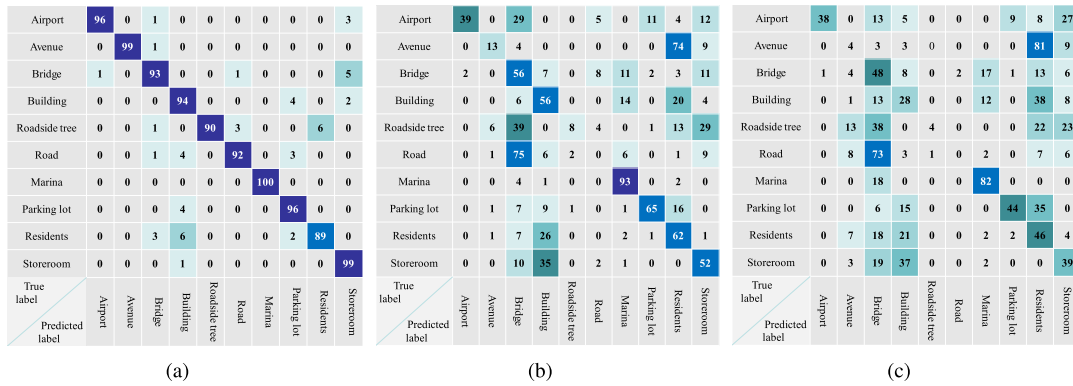 Airport 96 0 1 0 0 0 0 0 0 3
Avenue 0 99 1 0 0 0 0 0 0 0
Bridge 1 0 93 0 0 1 0 0 0 5
Building 0 0 0 94 0 0 0 4 0 2
Roadside tree 0 0 1 0 90 3 0 0 6 0
Road 0 0 1 4 0 92 0 3 0 0
Marina 0 0 0 0 0 0 100 0 0 0
Parking lot 0 0 0 4 0 0 0 96 0 0
Residents 0 0 3 6 0 0 0 2 89 0
Storeroom 0 0 0 1 0 0 0 0 0 99
True label
Predicted label
Airport Avenue Bridge Building Roadside tree Road Marina Parking lot Residents Storeroom
(a)
Airport 39 0 29 0 0 5 0 11 4 12
Avenue 0 13 4 0 0 0 0 0 74 9
Bridge 2 0 56 7 0 8 11 2 3 11
Building 0 0 6 56 0 0 14 0 20 4
Roadside tree 0 6 39 0 8 4 0 1 13 29
Road 0 1 75 6 2 0 6 0 1 9
Marina 0 0 4 1 0 0 93 0 2 0
Parking lot 0 1 7 9 1 0 1 65 16 0
Residents 0 1 7 26 0 0 2 1 62 1
Storeroom 0 0 10 35 0 2 1 0 0 52
True label
Predicted label
Airport Avenue Bridge Building Roadside tree Road Marina Parking lot Residents Storeroom
(b)
Airport 38 0 13 5 0 0 0 9 8 27
Avenue 0 4 3 3 0 0 0 0 81 9
Bridge 1 4 48 8 0 2 17 1 13 6
Building 0 1 13 28 0 0 12 0 38 8
Roadside tree 0 13 38 0 4 0 0 0 22 23
Road 0 8 73 3 1 0 2 0 7 6
Marina 0 0 18 0 0 0 82 0 0 0
Parking lot 0 0 6 15 0 0 0 44 35 0
Residents 0 7 18 21 0 0 2 2 46 4
Storeroom 0 3 19 37 0 0 2 0 0 39
True label
Predicted label
Airport Avenue Bridge Building Roadside tree Road Marina Parking lot Residents Storeroom
(c)